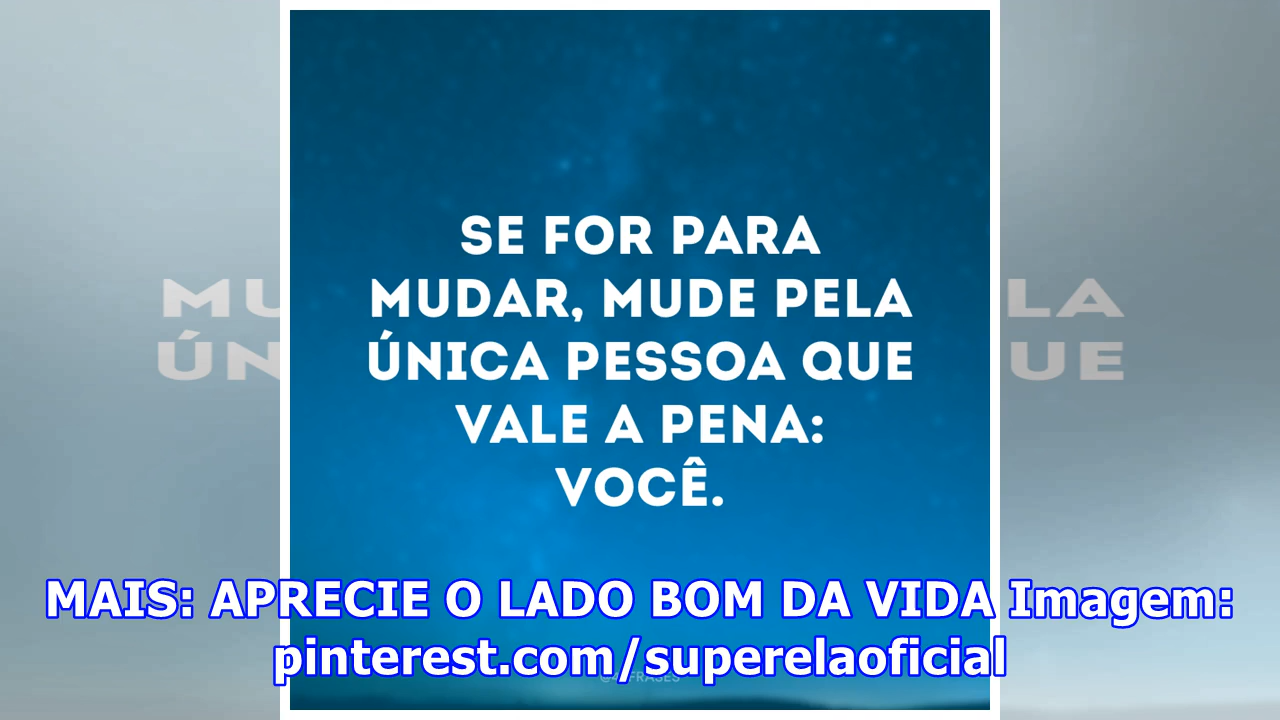 SE FOR PARA
MUDAR, MUDE PELA
ÚNICA PESSOA QUE
VALE A PENA:
VOCÊ.
MAIS: APRECIE O LADO BOM DA VIDA Imagem:
pinterest.com/superelaoficial